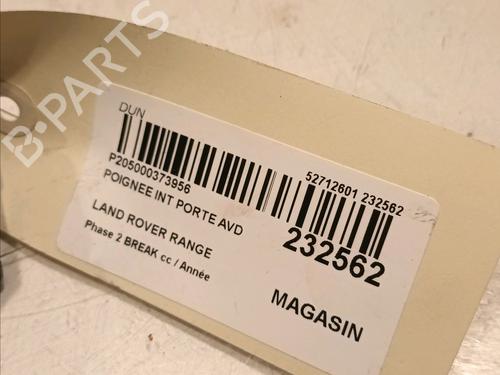 B-PARTS
DUN
52712601 232562
P205000373956
POIGNEE INT PORTE AVD
232562
LAND ROVER RANGE
Phase 2 BREAK cc / Année
MAGASIN